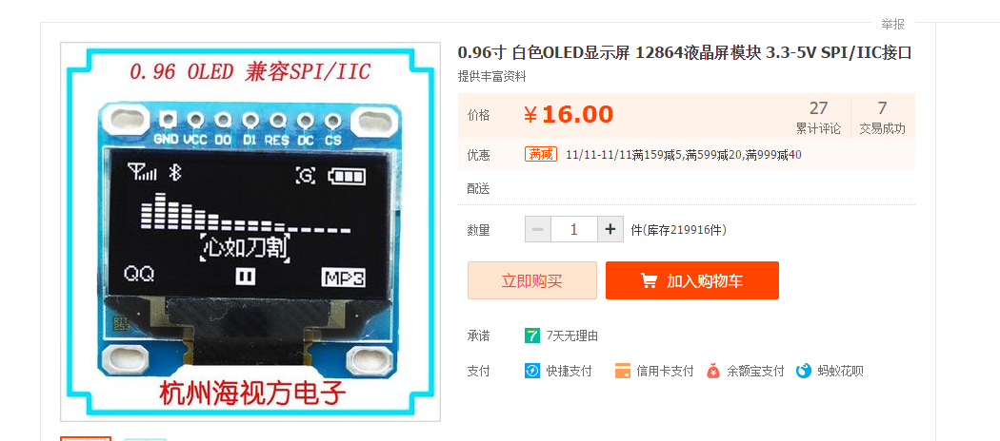 举报
0.96 OLED 兼容SPI/IIC
GND VCC D0 D1 RES DC CS
G
心如刀割
QQ
MP3
杭州海视方电子
0.96寸 白色OLED显示屏 12864液晶屏模块 3.3-5V SPI/IIC接口
提供丰富资料
价格 ￥16.00
27 累计评论
7 交易成功
优惠 满减 11/11-11/11满159减5,满599减20,满999减40
配送
数量 − 1 + 件(库存219916件)
立即购买 加入购物车
承诺 7 7天无理由
支付 快捷支付 信用卡支付 余额宝支付 蚂蚁花呗